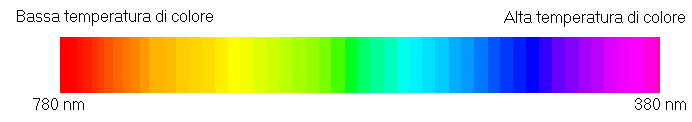 Bassa temperatura di colore
Alta temperatura di colore
780 nm
380 nm